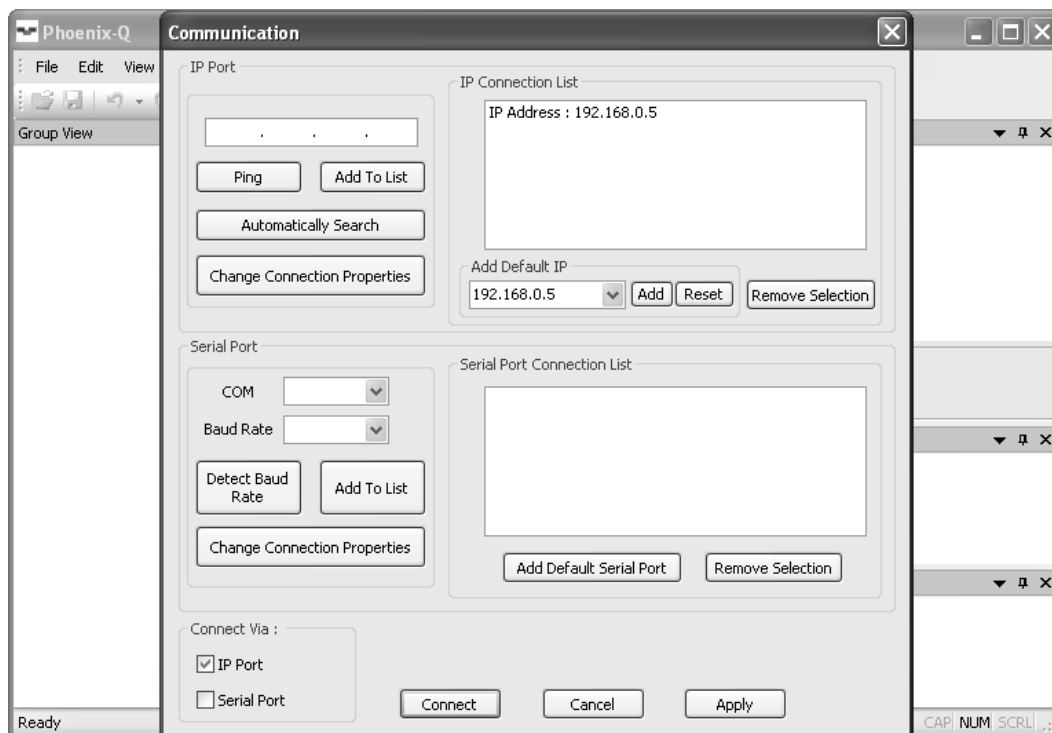 Phoenix-Q
Communication
File Edit View
Group View
IP Port
. . .
Ping
Add To List
Automatically Search
Change Connection Properties
IP Connection List
IP Address : 192.168.0.5
Add Default IP
192.168.0.5
Add
Reset
Remove Selection
Serial Port
COM
Baud Rate
Detect Baud
Rate
Add To List
Change Connection Properties
Serial Port Connection List
Add Default Serial Port
Remove Selection
Connect Via :
IP Port
Serial Port
Connect
Cancel
Apply
Ready
CAP NUM SCRL